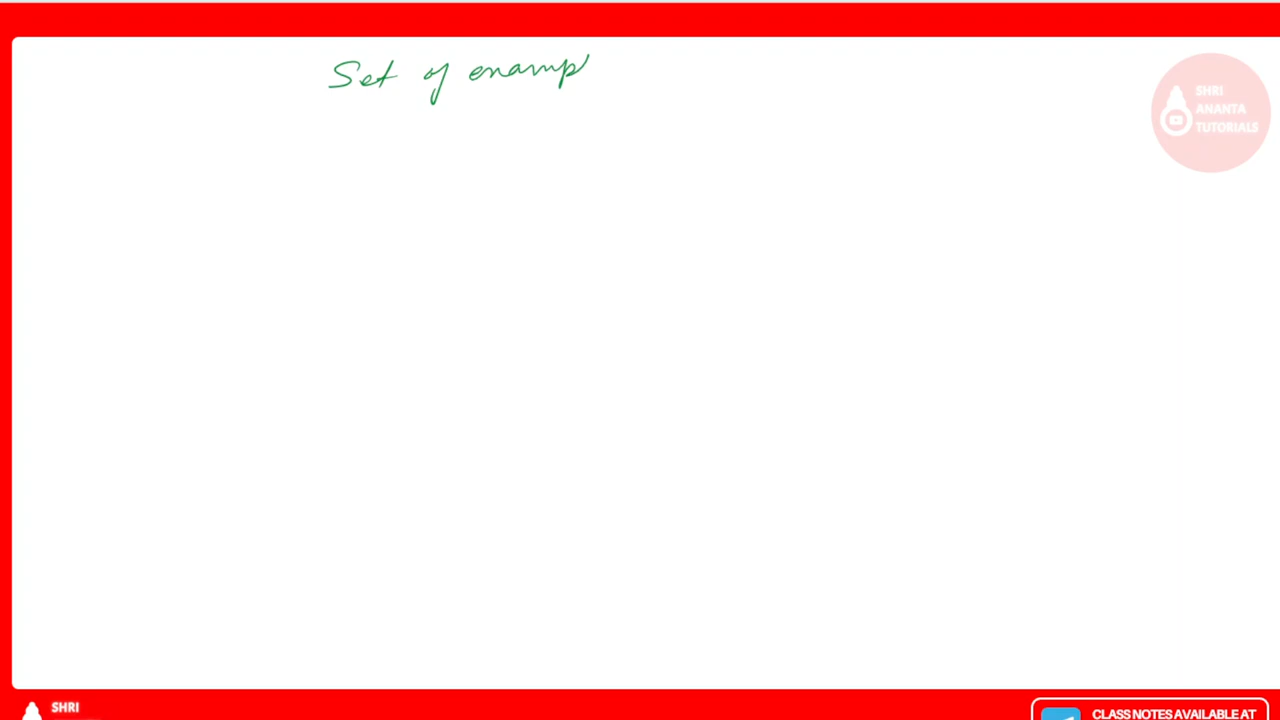 Set of examp
SHRI
ANANTA
TUTORIALS
SHRI
CLASS NOTES AVAILABLE AT